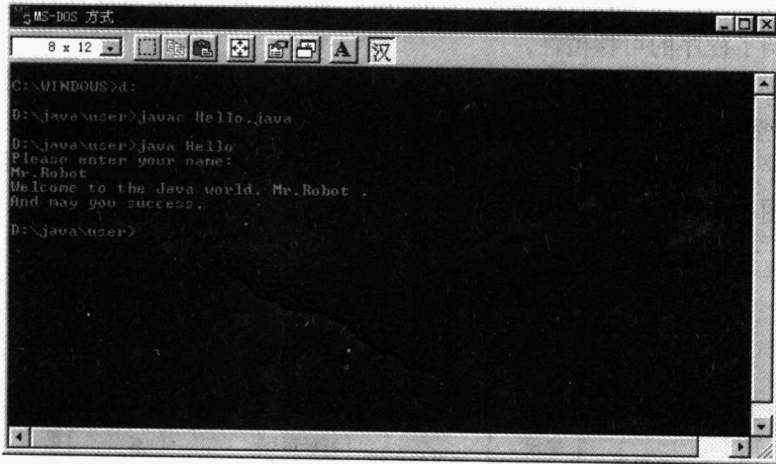 MS-DOS 方式
8 x 12
A
汉
C:\WINDOWS>d:
D:\java\user>javac Hello.java
D:\java\user>java Hello
Please enter your name:
Mr.Robot
Welcome to the Java world. Mr.Robot .
And may you success.
D:\java\user>